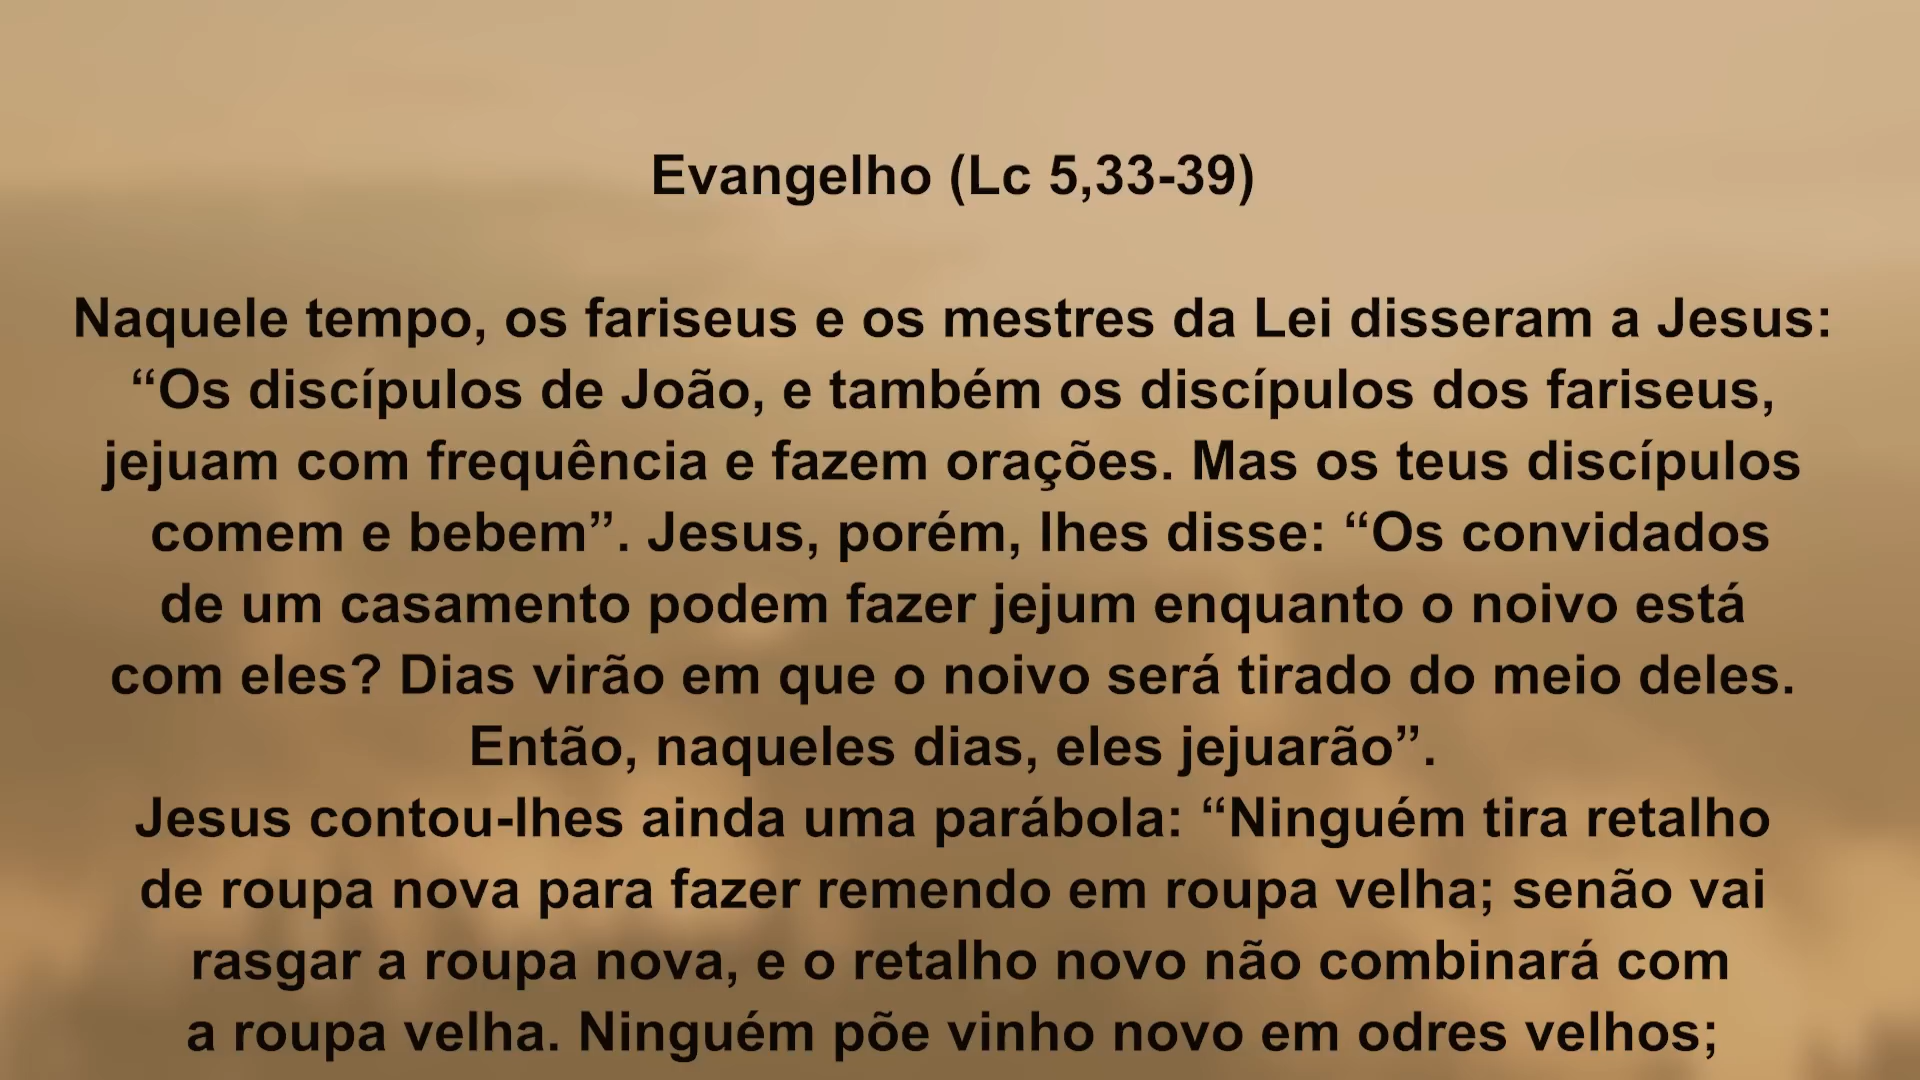 Evangelho (Lc 5,33-39)
Naquele tempo, os fariseus e os mestres da Lei disseram a Jesus:
“Os discípulos de João, e também os discípulos dos fariseus,
jejuam com frequência e fazem orações. Mas os teus discípulos
comem e bebem”. Jesus, porém, lhes disse: “Os convidados
de um casamento podem fazer jejum enquanto o noivo está
com eles? Dias virão em que o noivo será tirado do meio deles.
Então, naqueles dias, eles jejuarão”.
Jesus contou-lhes ainda uma parábola: “Ninguém tira retalho
de roupa nova para fazer remendo em roupa velha; senão vai
rasgar a roupa nova, e o retalho novo não combinará com
a roupa velha. Ninguém põe vinho novo em odres velhos;